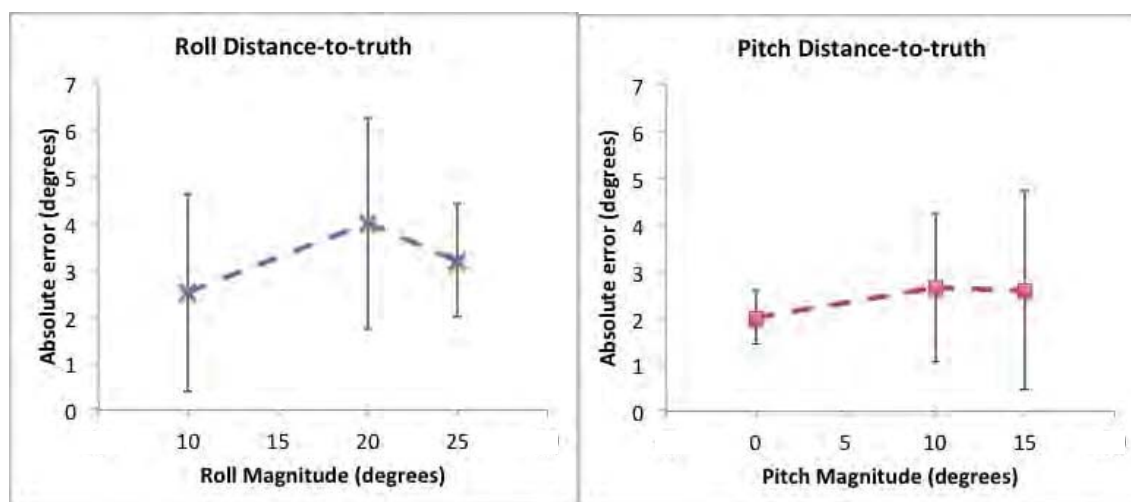 Roll Distance-to-truth
7
6
5
4
3
2
1
0
Absolute error (degrees)
10 15 20 25
Roll Magnitude (degrees)
Pitch Distance-to-truth
7
6
5
4
3
2
1
0
Absolute error (degrees)
0 5 10 15
Pitch Magnitude (degrees)